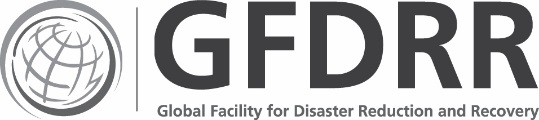 GFDRR
Global Facility for Disaster Reduction and Recovery